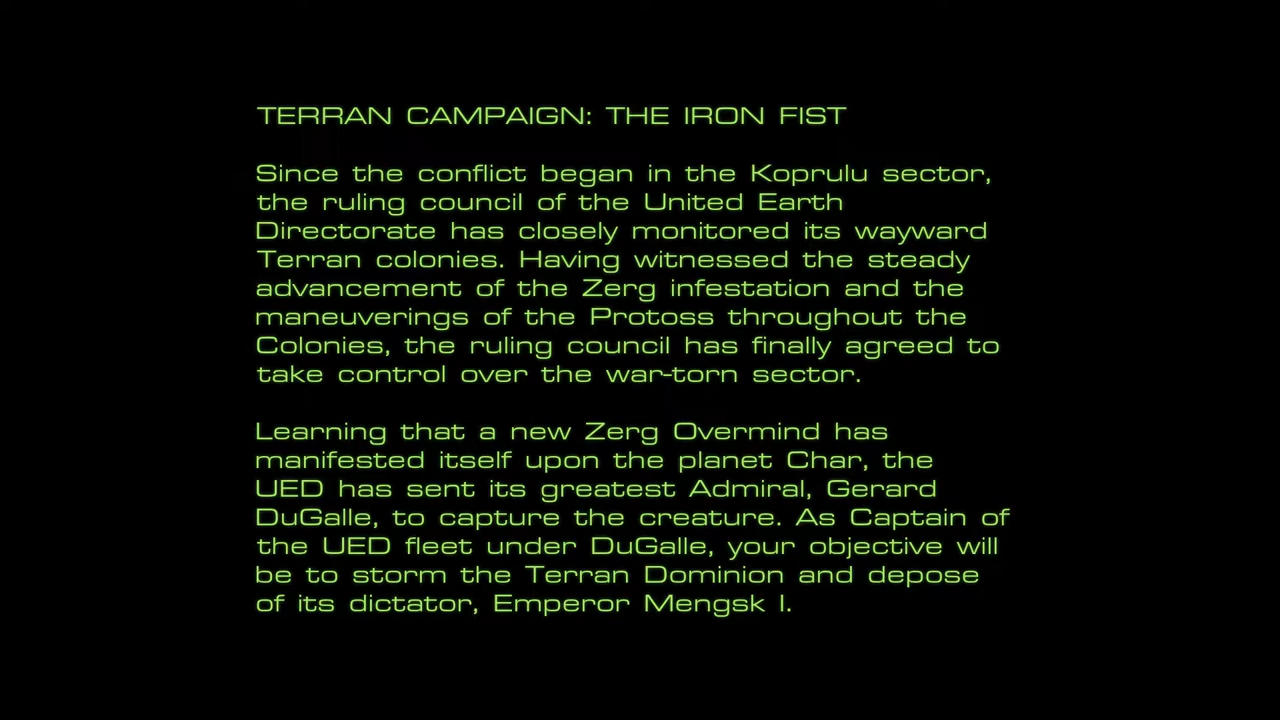 TERRAN CAMPAIGN: THE IRON FIST
Since the conflict began in the Koprulu sector,
the ruling council of the United Earth
Directorate has closely monitored its wayward
Terran colonies. Having witnessed the steady
advancement of the Zerg infestation and the
maneuverings of the Protoss throughout the
Colonies, the ruling council has finally agreed to
take control over the war-torn sector.
Learning that a new Zerg Overmind has
manifested itself upon the planet Char, the
UED has sent its greatest Admiral, Gerard
DuGalle, to capture the creature. As Captain of
the UED fleet under DuGalle, your objective will
be to storm the Terran Dominion and depose
of its dictator, Emperor Mengsk I.